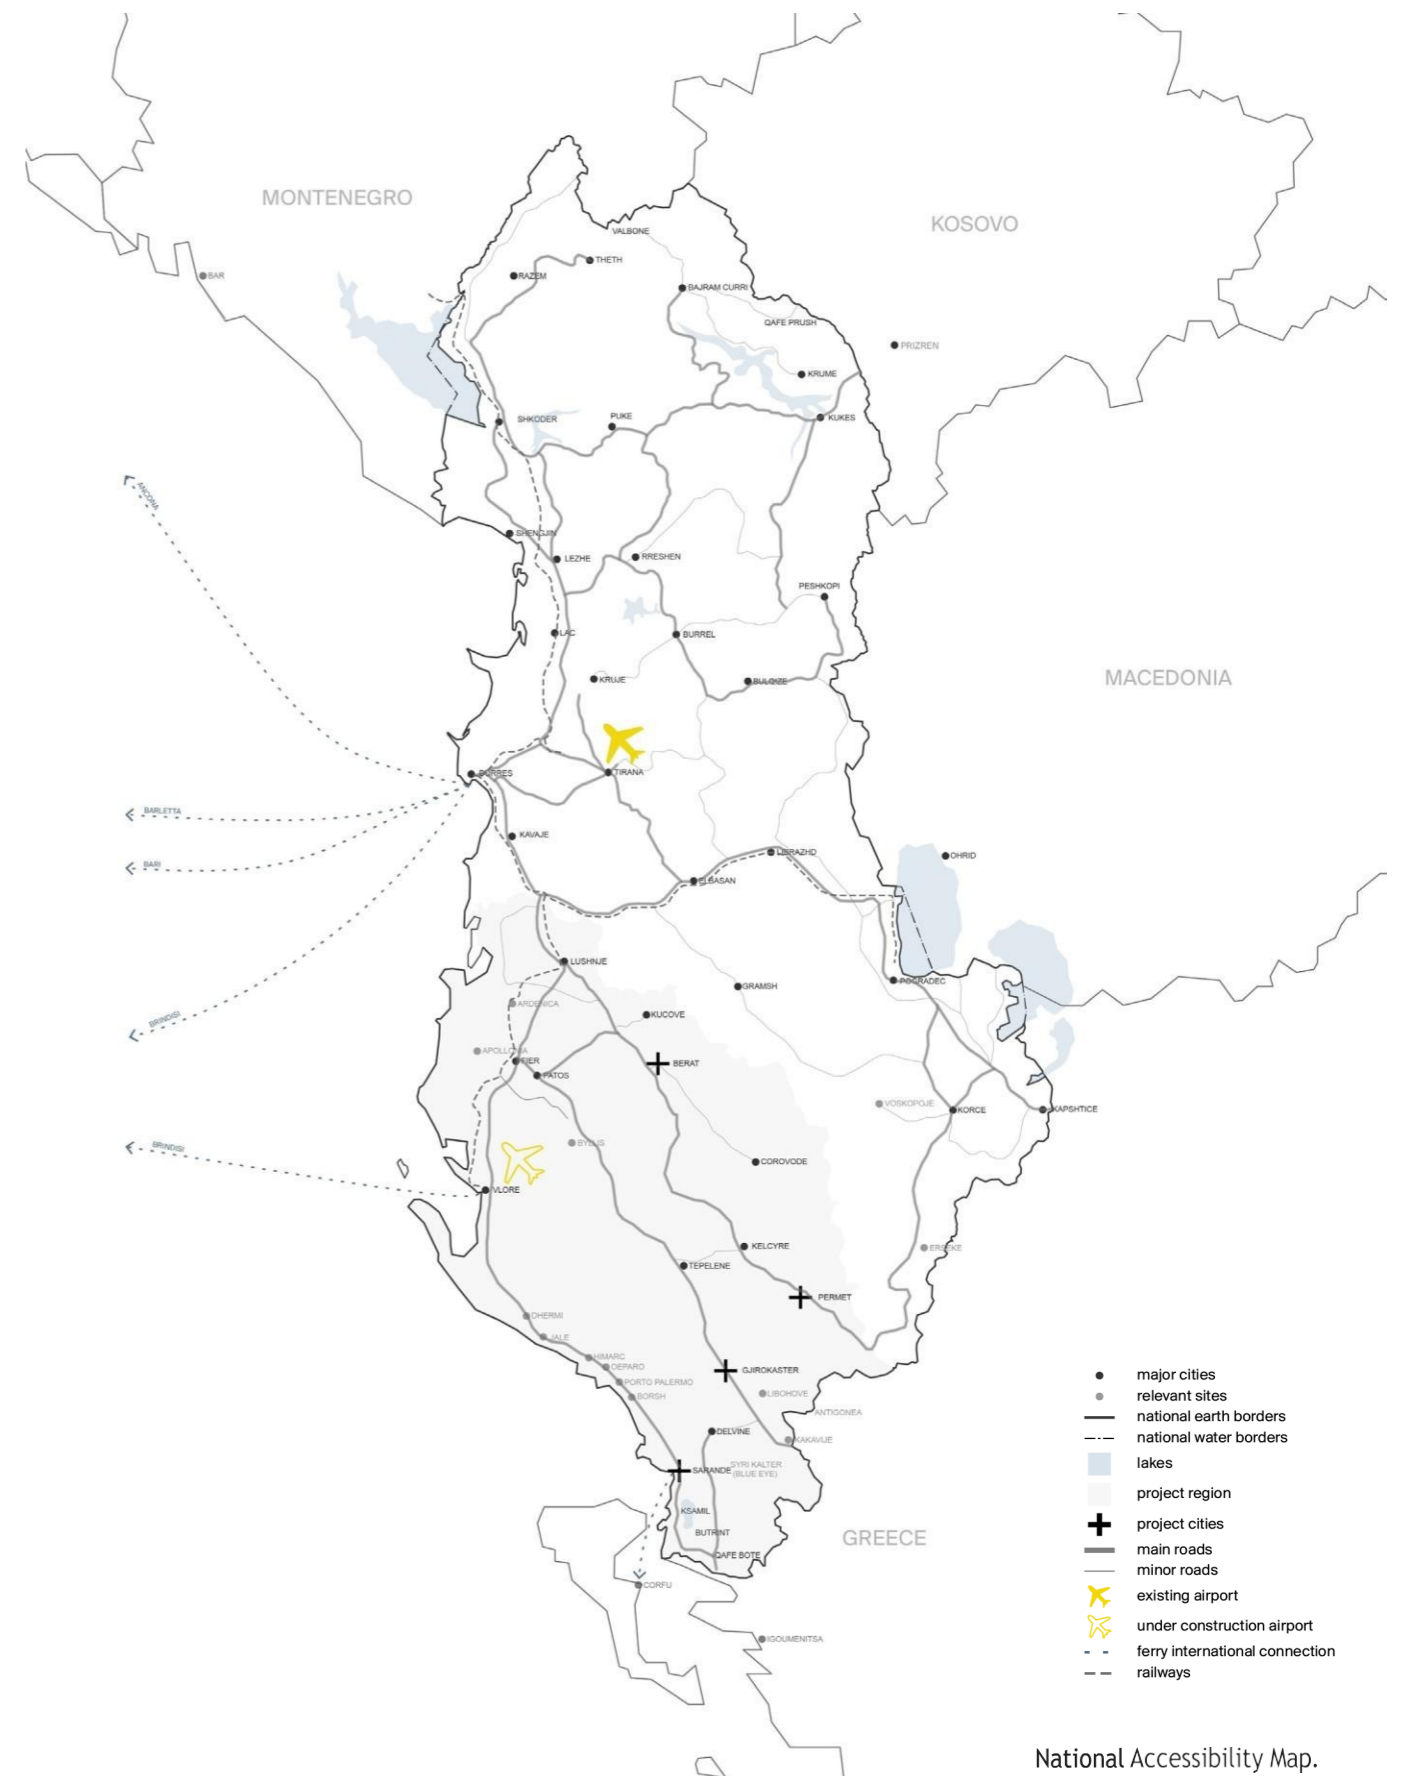 MONTENEGRO
KOSOVO
VALBONE
THETH
RAZEM
BAR
BAJRAM CURRI
QAFE PRUSH
PRIZREN
KRUME
SHKODER
PUKE
KUKES
ANCONA
SHENGJIN
LEZHE
RRESHEN
PESHKOPI
LAC
BURREL
KRUJE
BULQIZE
MACEDONIA
DURRES
TIRANA
BARLETTA
KAVAJE
BARI
LIBRAZHD
OHRID
ELBASAN
LUSHNJE
POGRADEC
GRAMSH
ARDENICA
KUCOVE
BRINDISI
APOLLONIA
FIER
BERAT
PATOS
VOSKOPOJE
KORCE
KAPSHTICE
BRINDISI
BYLLIS
COROVODE
VLORE
KELCYRE
ERSEKE
TEPELENE
PERMET
DHERMI
JALE
HIMARC
QEPARO
GJIROKASTER
PORTO PALERMO
LIBOHOVE
BORSH
ANTIGONEA
DELVINE
KAKAVIJE
SARANDE
SYRI KALTER
(BLUE EYE)
KSAMIL
BUTRINT
GREECE
QAFE BOTE
CORFU
IGOUMENITSA
major cities
relevant sites
national earth borders
national water borders
lakes
project region
project cities
main roads
minor roads
existing airport
under construction airport
ferry international connection
railways
National Accessibility Map.